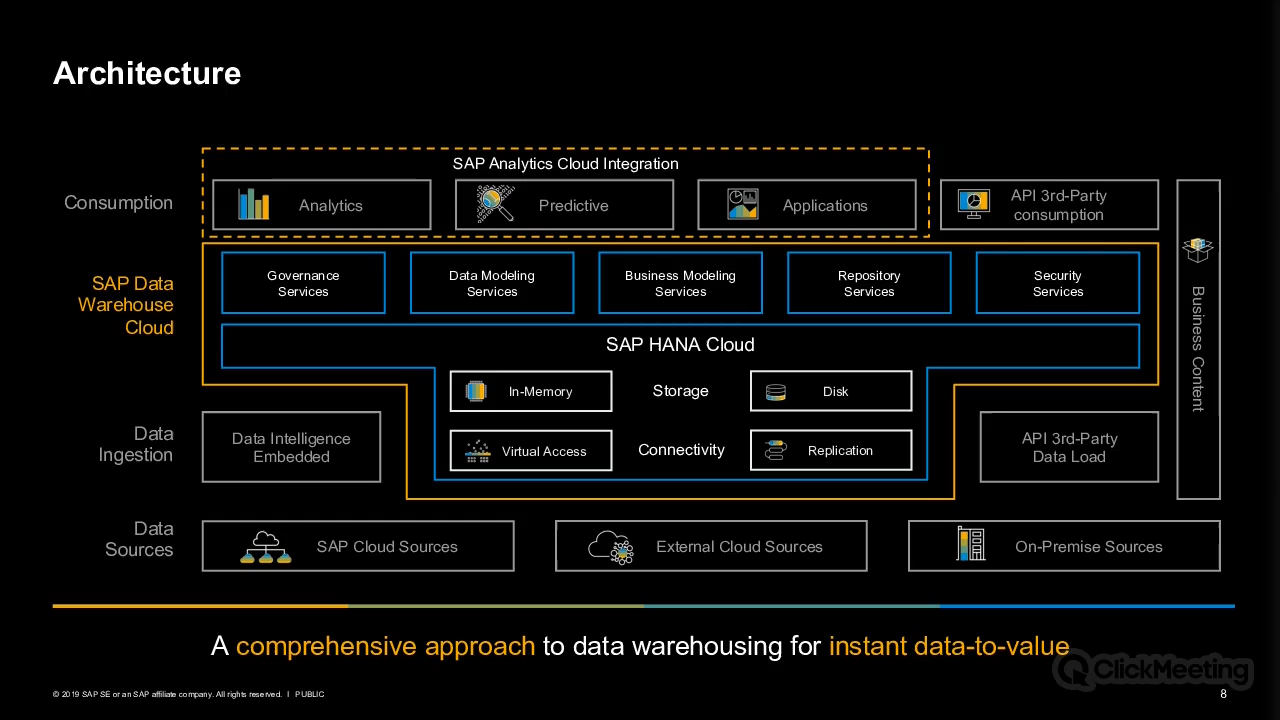 Architecture
SAP Analytics Cloud Integration
Consumption
Analytics
Predictive
Applications
API 3rd-Party
consumption
SAP Data
Warehouse
Cloud
Governance
Services
Data Modeling
Services
Business Modeling
Services
Repository
Services
Security
Services
SAP HANA Cloud
In-Memory
Storage
Disk
Virtual Access
Connectivity
Replication
Business Content
Data
Ingestion
Data Intelligence
Embedded
API 3rd-Party
Data Load
Data
Sources
SAP Cloud Sources
External Cloud Sources
On-Premise Sources
A comprehensive approach to data warehousing for instant data-to-value
ClickMeeting
© 2019 SAP SE or an SAP affiliate company. All rights reserved. ǀ PUBLIC
8